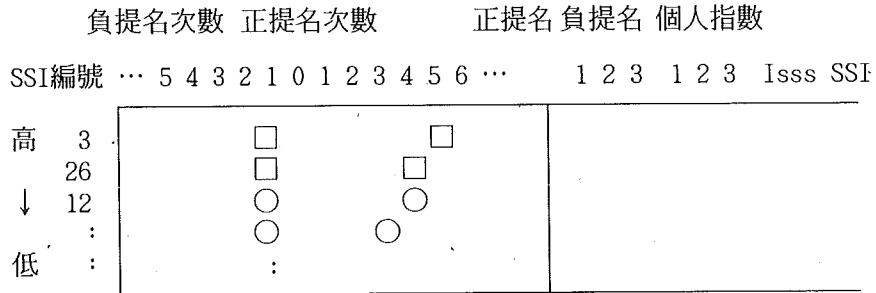 負提名次數 正提名次數 正提名 負提名 個人指數
SSI編號 … 5 4 3 2 1 0 1 2 3 4 5 6 … 1 2 3 1 2 3 Isss SSI
高 3
26
↓ 12
:
低 : :